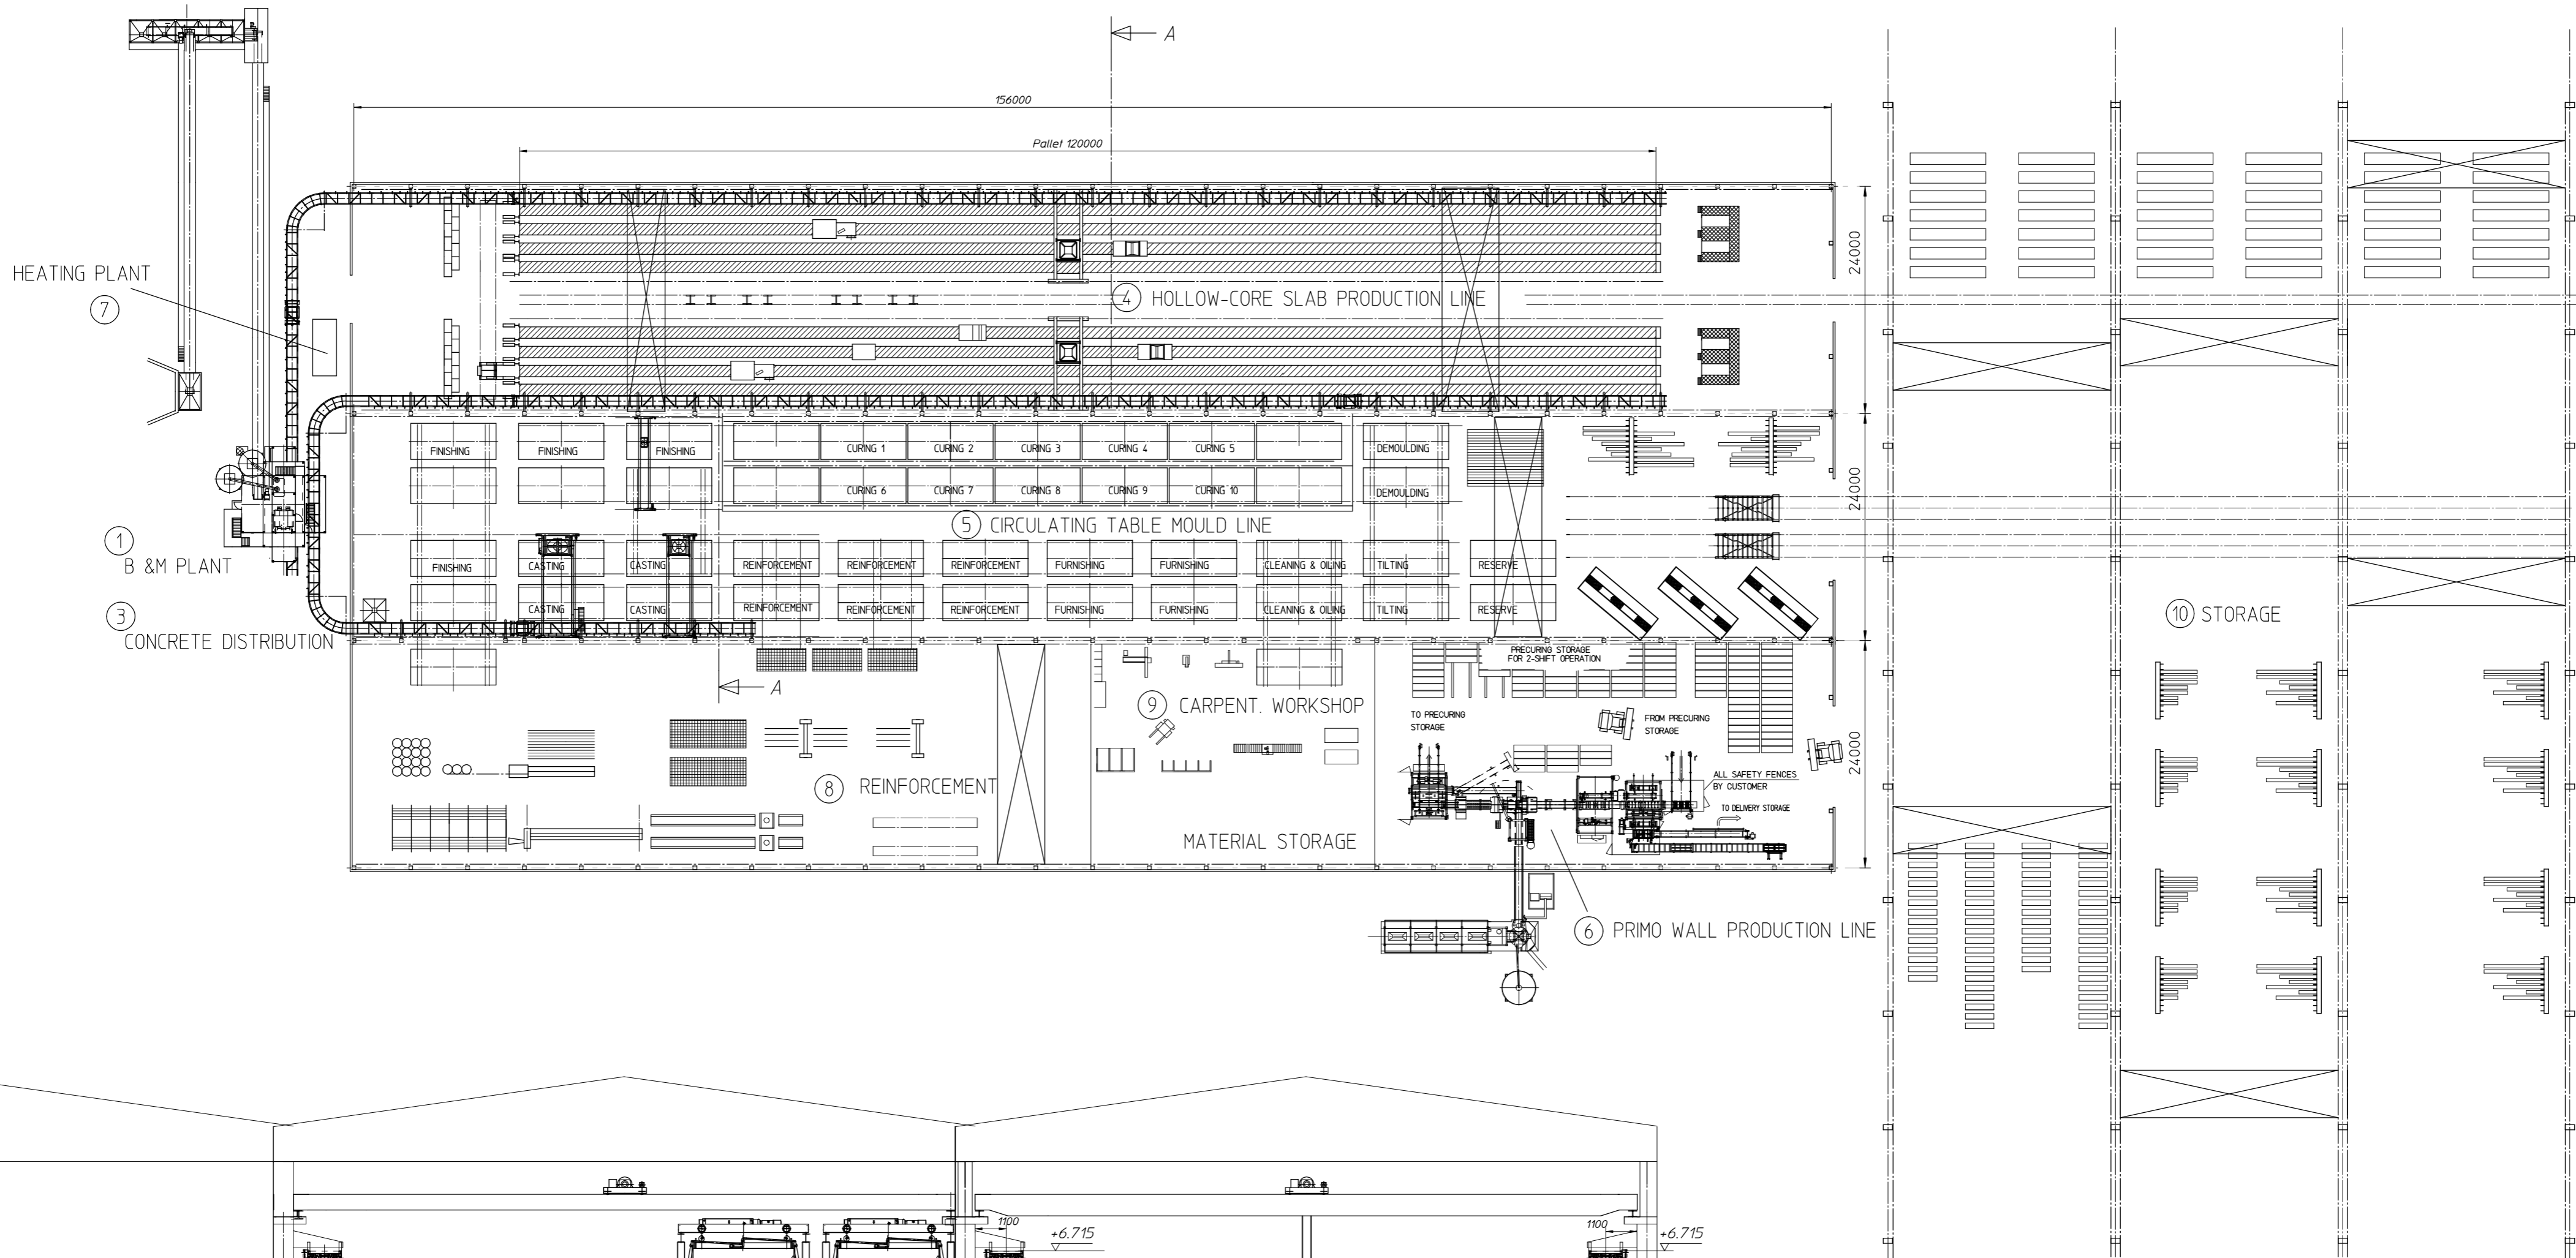 A
156000
Pallet 120000
24000
HEATING PLANT
7
4 HOLLOW-CORE SLAB PRODUCTION LINE
FINISHING FINISHING FINISHING CURING 1 CURING 2 CURING 3 CURING 4 CURING 5 DEMOULDING
CURING 6 CURING 7 CURING 8 CURING 9 CURING 10 DEMOULDING
24000
5 CIRCULATING TABLE MOULD LINE
1
B &M PLANT
FINISHING CASTING CASTING REINFORCEMENT REINFORCEMENT REINFORCEMENT FURNISHING FURNISHING CLEANING & OILING TILTING RESERVE
CASTING CASTING REINFORCEMENT REINFORCEMENT REINFORCEMENT FURNISHING FURNISHING CLEANING & OILING TILTING RESERVE
3
CONCRETE DISTRIBUTION
10 STORAGE
PRECURING STORAGE
FOR 2-SHIFT OPERATION
A
9 CARPENT. WORKSHOP
TO PRECURING
STORAGE
FROM PRECURING
STORAGE
24000
8 REINFORCEMENT
ALL SAFETY FENCES
BY CUSTOMER
TO DELIVERY STORAGE
MATERIAL STORAGE
6 PRIMO WALL PRODUCTION LINE
1100
+6.715
1100
+6.715